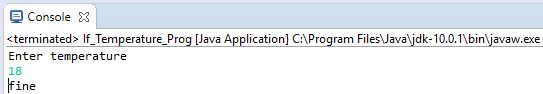 Console
<terminated> If_Temperature_Prog [Java Application] C:\Program Files\Java\jdk-10.0.1\bin\javaw.exe
Enter temperature
18
fine